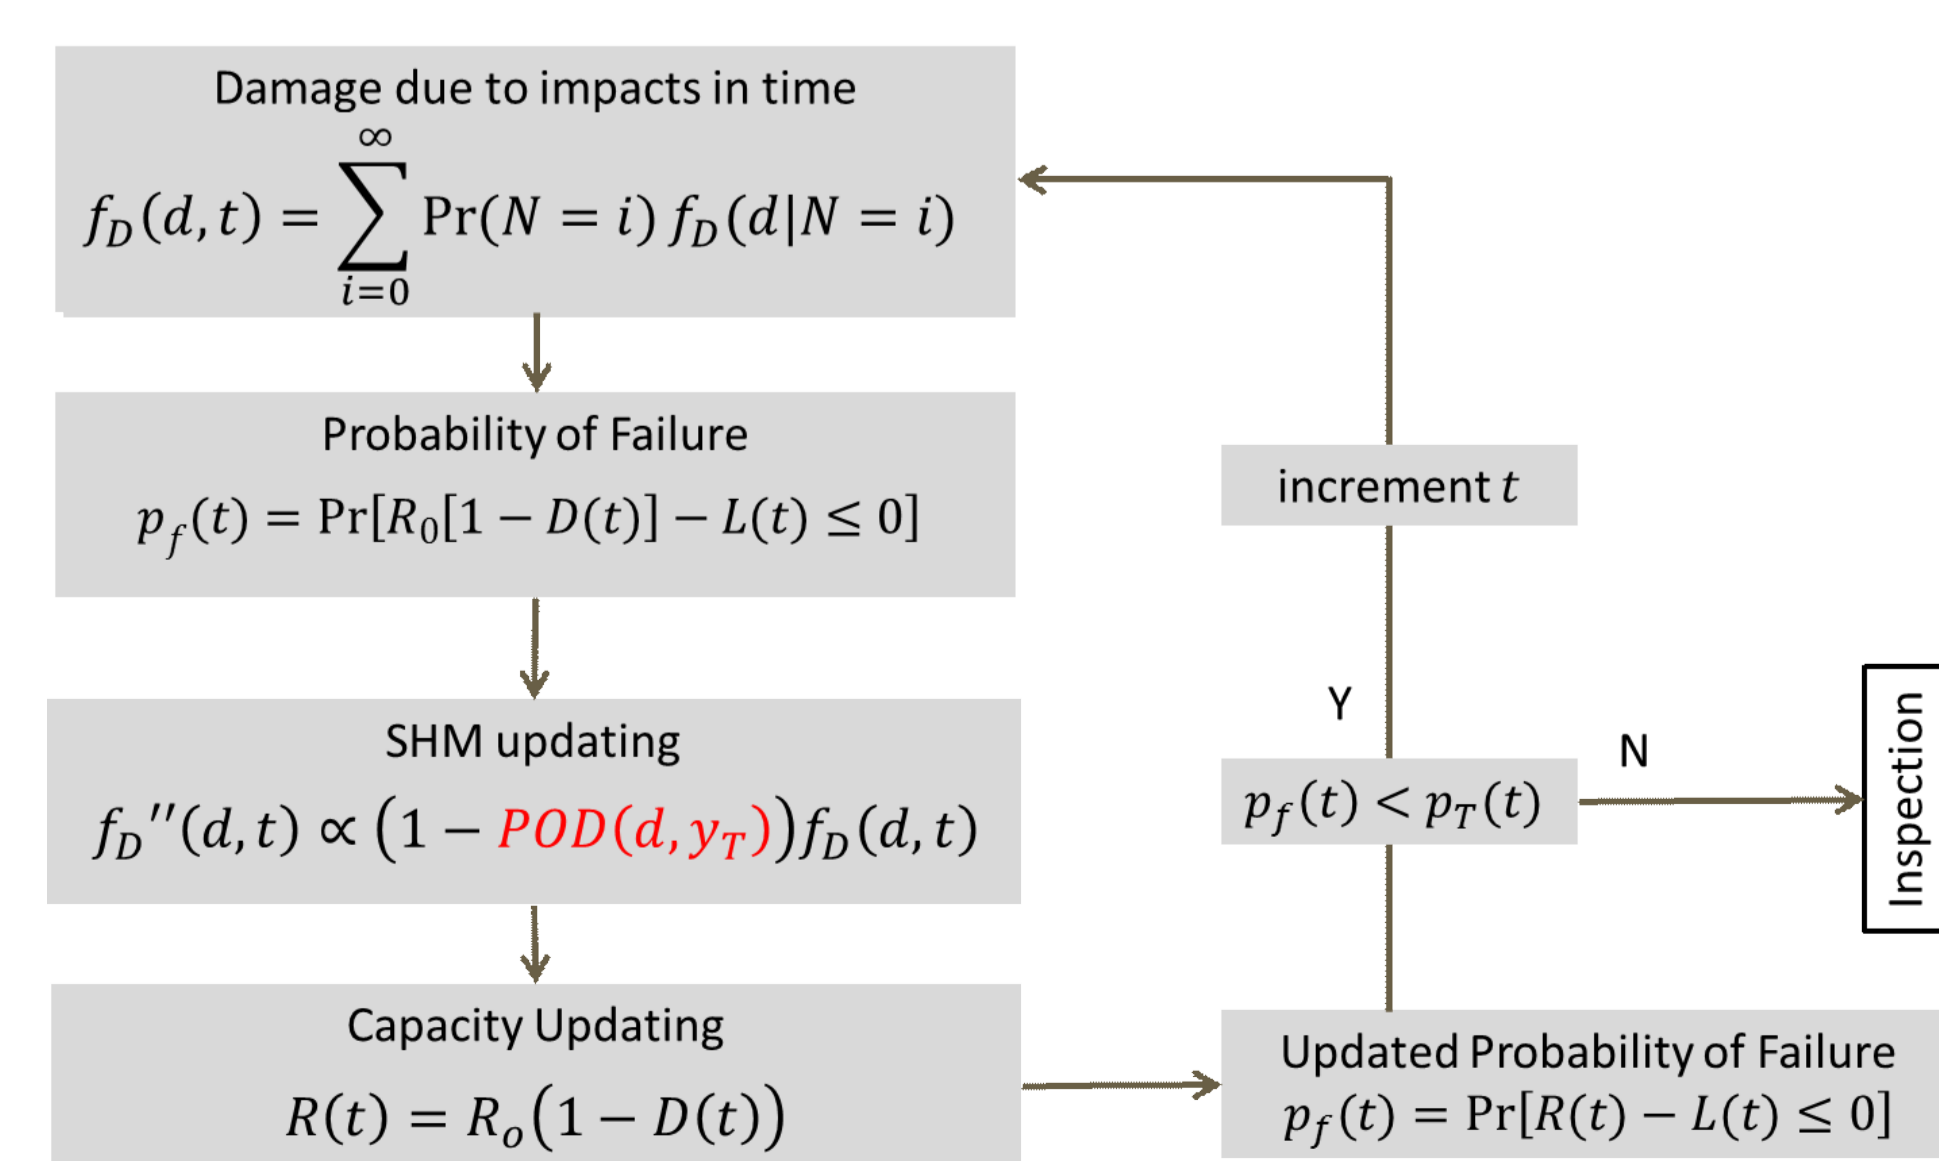 Damage due to impacts in time
f_D(d, t) = ∑_{i=0}^{∞} Pr(N = i) f_D(d|N = i)
Probability of Failure
p_f(t) = Pr[R_0[1 − D(t)] − L(t) ≤ 0]
SHM updating
f_D''(d, t) ∝ (1 − POD(d, y_T))f_D(d, t)
Capacity Updating
R(t) = R_o(1 − D(t))
Updated Probability of Failure
p_f(t) = Pr[R(t) − L(t) ≤ 0]
p_f(t) < p_T(t)
Y
N
increment t
Inspection